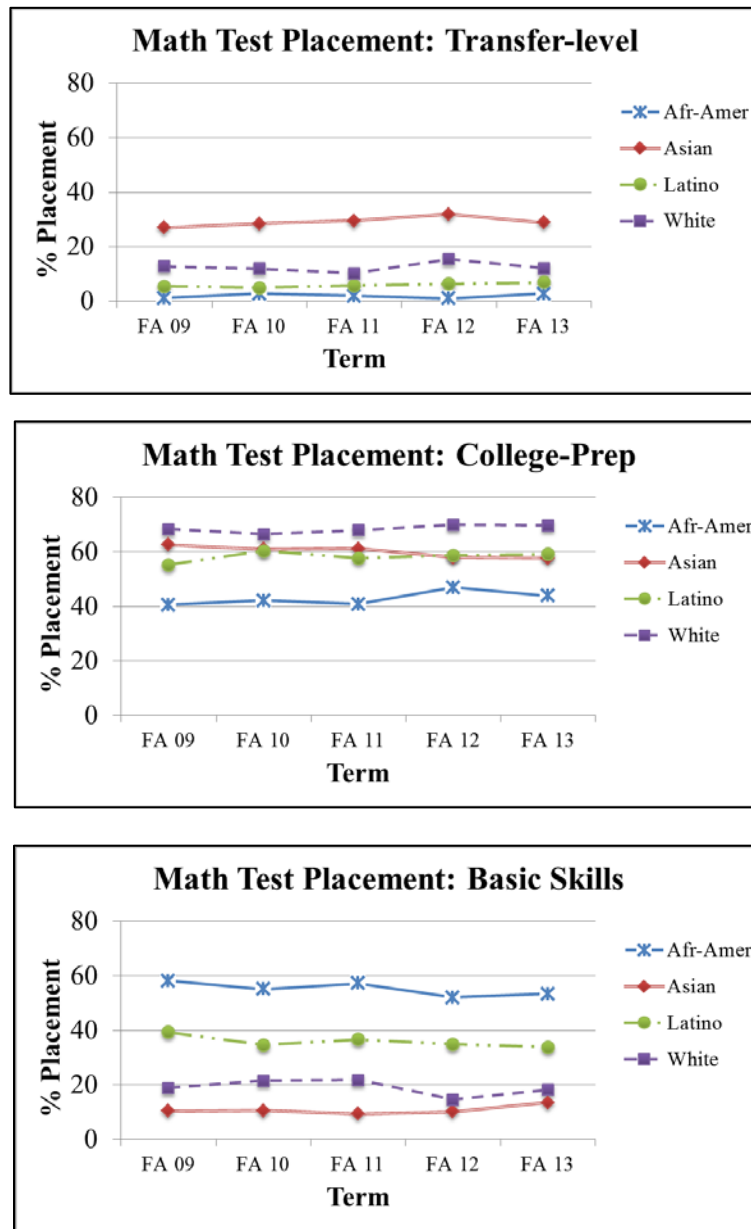 Math Test Placement: Transfer-level
% Placement
80
60
40
20
0
FA 09 FA 10 FA 11 FA 12 FA 13
Term
Afr-Amer
Asian
Latino
White
Math Test Placement: College-Prep
% Placement
80
60
40
20
0
FA 09 FA 10 FA 11 FA 12 FA 13
Term
Afr-Amer
Asian
Latino
White
Math Test Placement: Basic Skills
% Placement
80
60
40
20
0
FA 09 FA 10 FA 11 FA 12 FA 13
Term
Afr-Amer
Asian
Latino
White